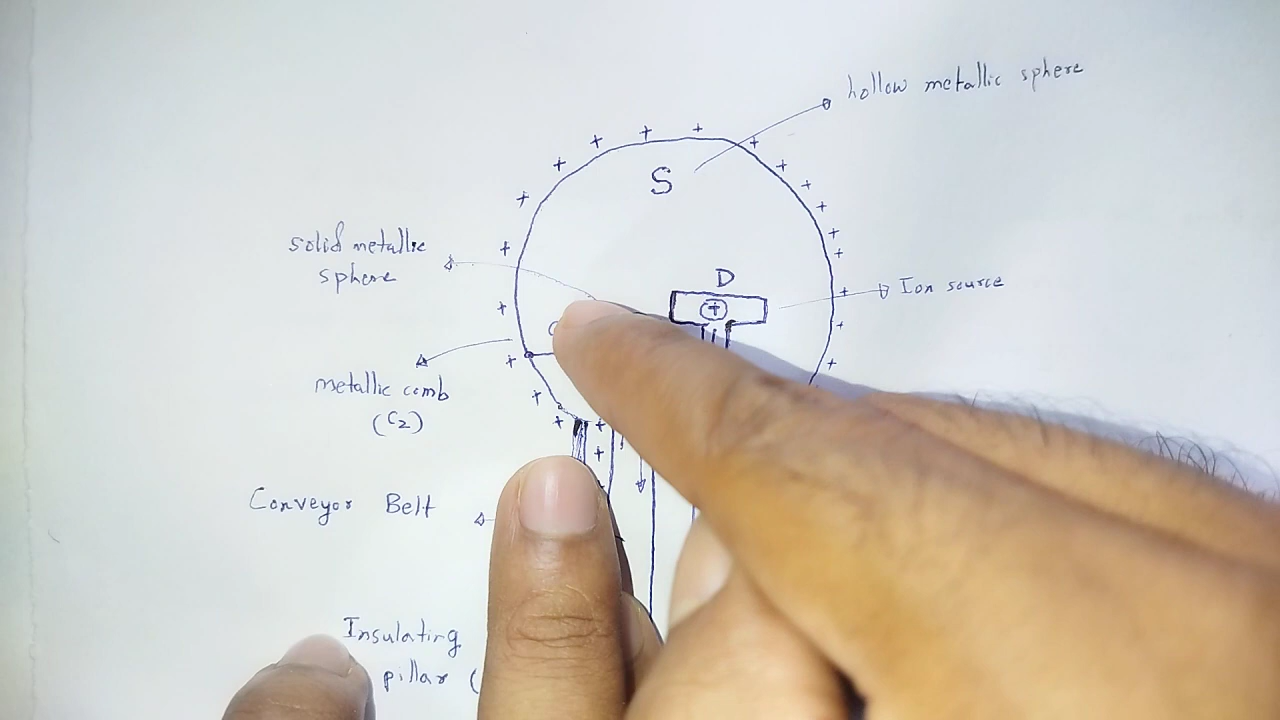 hollow metallic sphere
S
solid metallic
sphere
D
Ion source
metallic comb
(C2)
Conveyor Belt
Insulating
pillar (